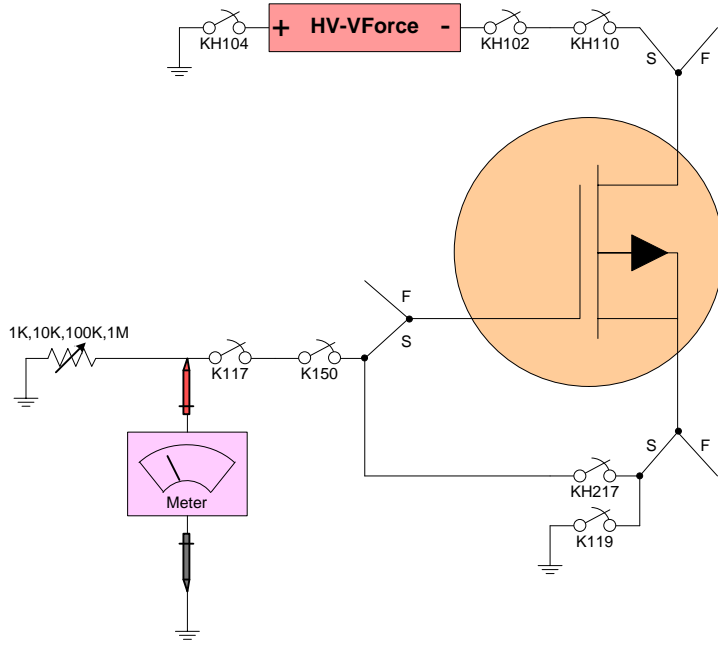 + HV-VForce -
KH104
KH102
KH110
S
F
F
S
1K,10K,100K,1M
K117
K150
Meter
S
F
KH217
K119